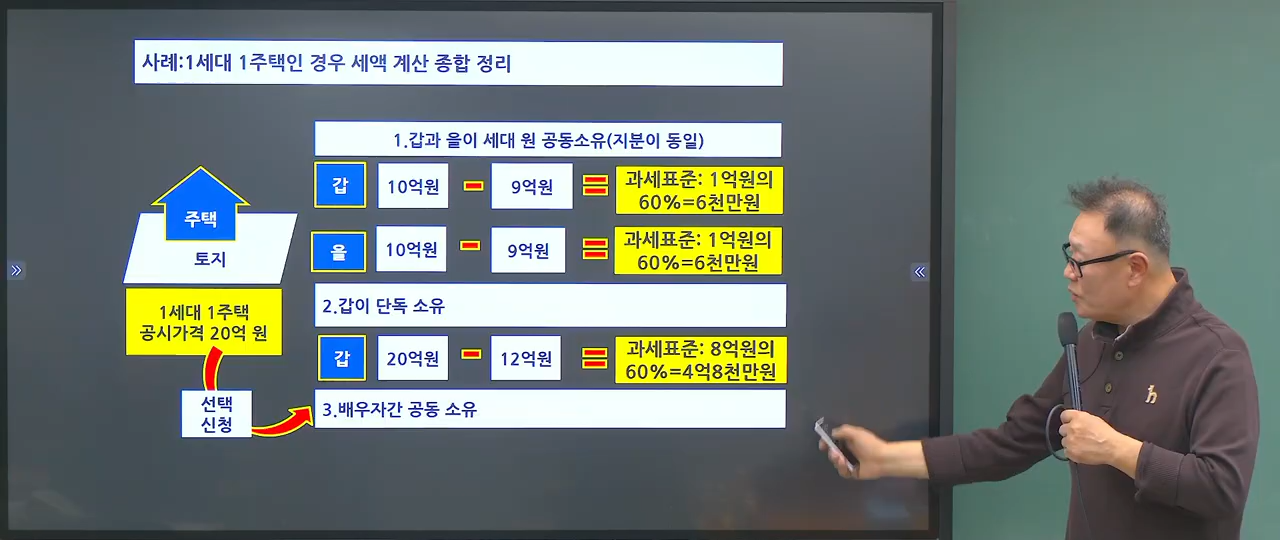 사례:1세대 1주택인 경우 세액 계산 종합 정리
1.갑과 을이 세대 원 공동소유(지분이 동일)
갑
10억원
9억원
과세표준: 1억원의
60%=6천만원
을
10억원
9억원
과세표준: 1억원의
60%=6천만원
주택
토지
1세대 1주택
공시가격 20억 원
2.갑이 단독 소유
갑
20억원
12억원
과세표준: 8억원의
60%=4억8천만원
선택
신청
3.배우자간 공동 소유